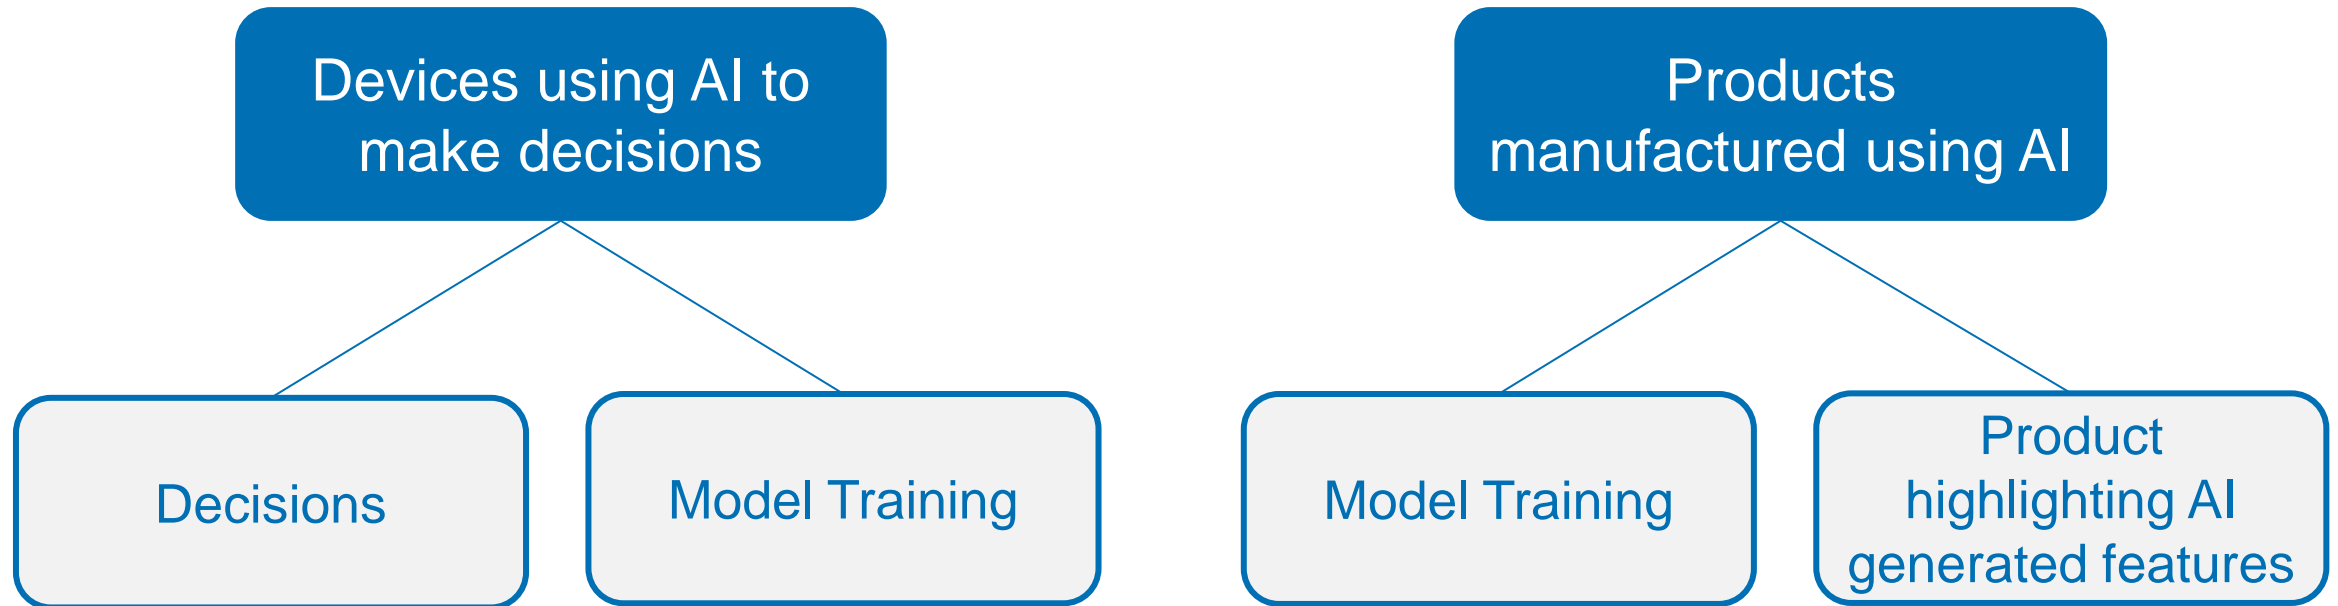 Devices using AI to
make decisions
Products
manufactured using AI
Decisions
Model Training
Model Training
Product
highlighting AI
generated features